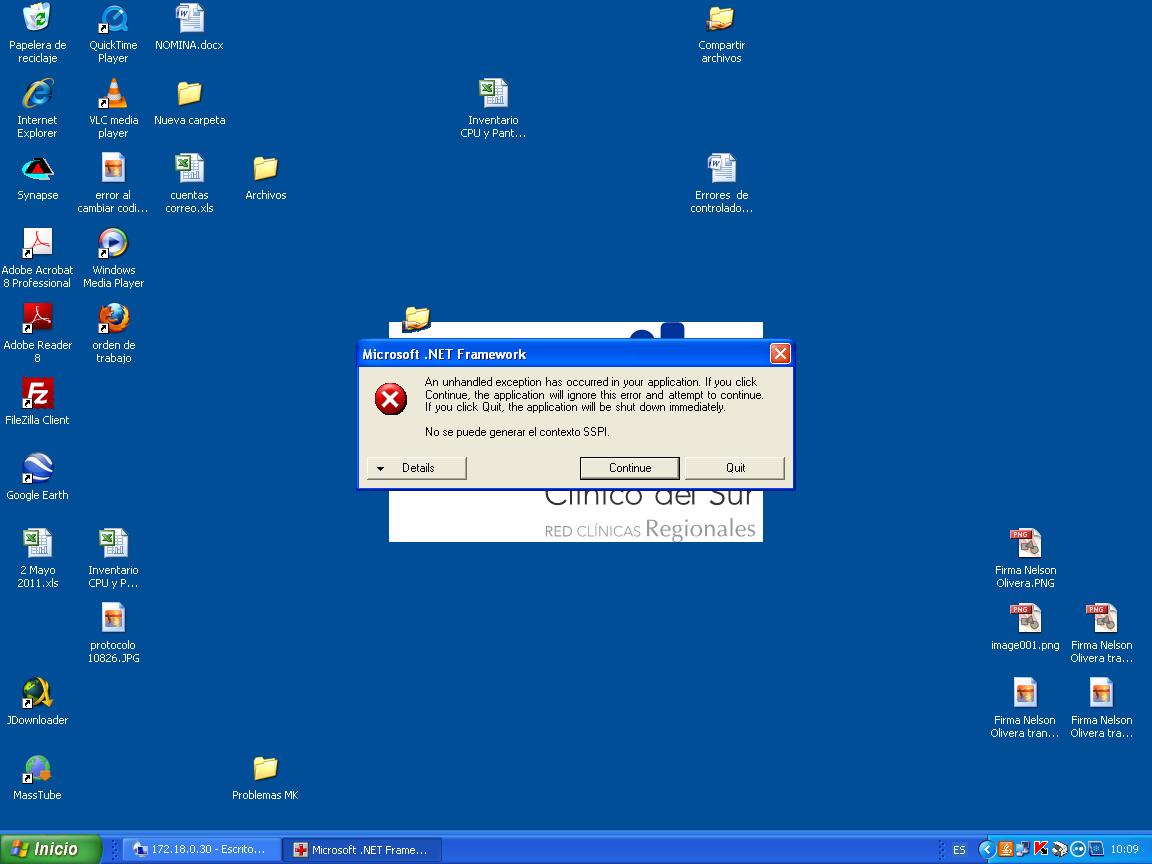 Papelera de
reciclaje
QuickTime
Player
NOMINA.docx
Compartir
archivos
Internet
Explorer
VLC media
player
Nueva carpeta
Inventario
CPU y Pant...
Synapse
error al
cambiar codi...
cuentas
correo.xls
Archivos
Errores de
controlado...
Adobe Acrobat
8 Professional
Windows
Media Player
Adobe Reader
8
orden de
trabajo
Microsoft .NET Framework
An unhandled exception has occurred in your application. If you click
Continue, the application will ignore this error and attempt to continue.
If you click Quit, the application will be shut down immediately.
No se puede generar el contexto SSPI.
Details
Continue
Quit
FileZilla Client
Clínico del Sur
RED CLÍNICAS Regionales
Google Earth
2 Mayo
2011.xls
Inventario
CPU y P...
PNG
Firma Nelson
Olivera.PNG
protocolo
10826.JPG
PNG
image001.png
PNG
Firma Nelson
Olivera tra...
JDownloader
Firma Nelson
Olivera tran...
Firma Nelson
Olivera tra...
MassTube
Problemas MK
Inicio
172.18.0.30 - Escrito...
Microsoft .NET Frame...
ES
10:09